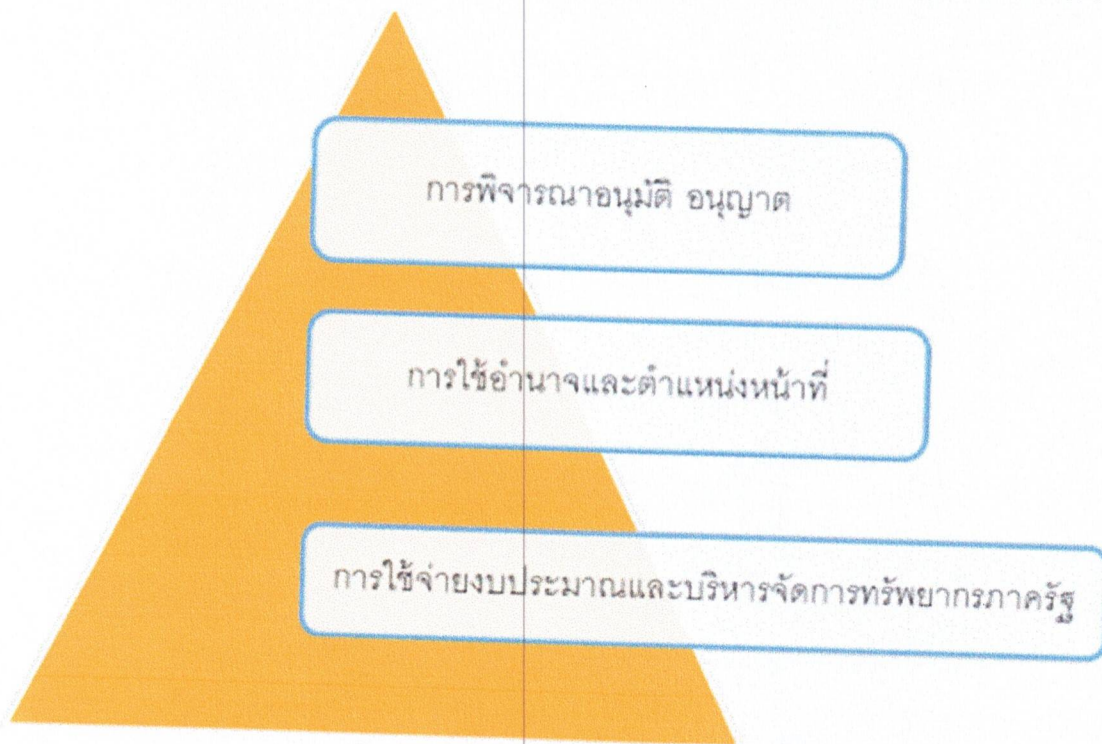 การพิจารณาอนุมัติ อนุญาต
การใช้อำนาจและตำแหน่งหน้าที่
การใช้จ่ายงบประมาณและบริหารจัดการทรัพยากรภาครัฐ